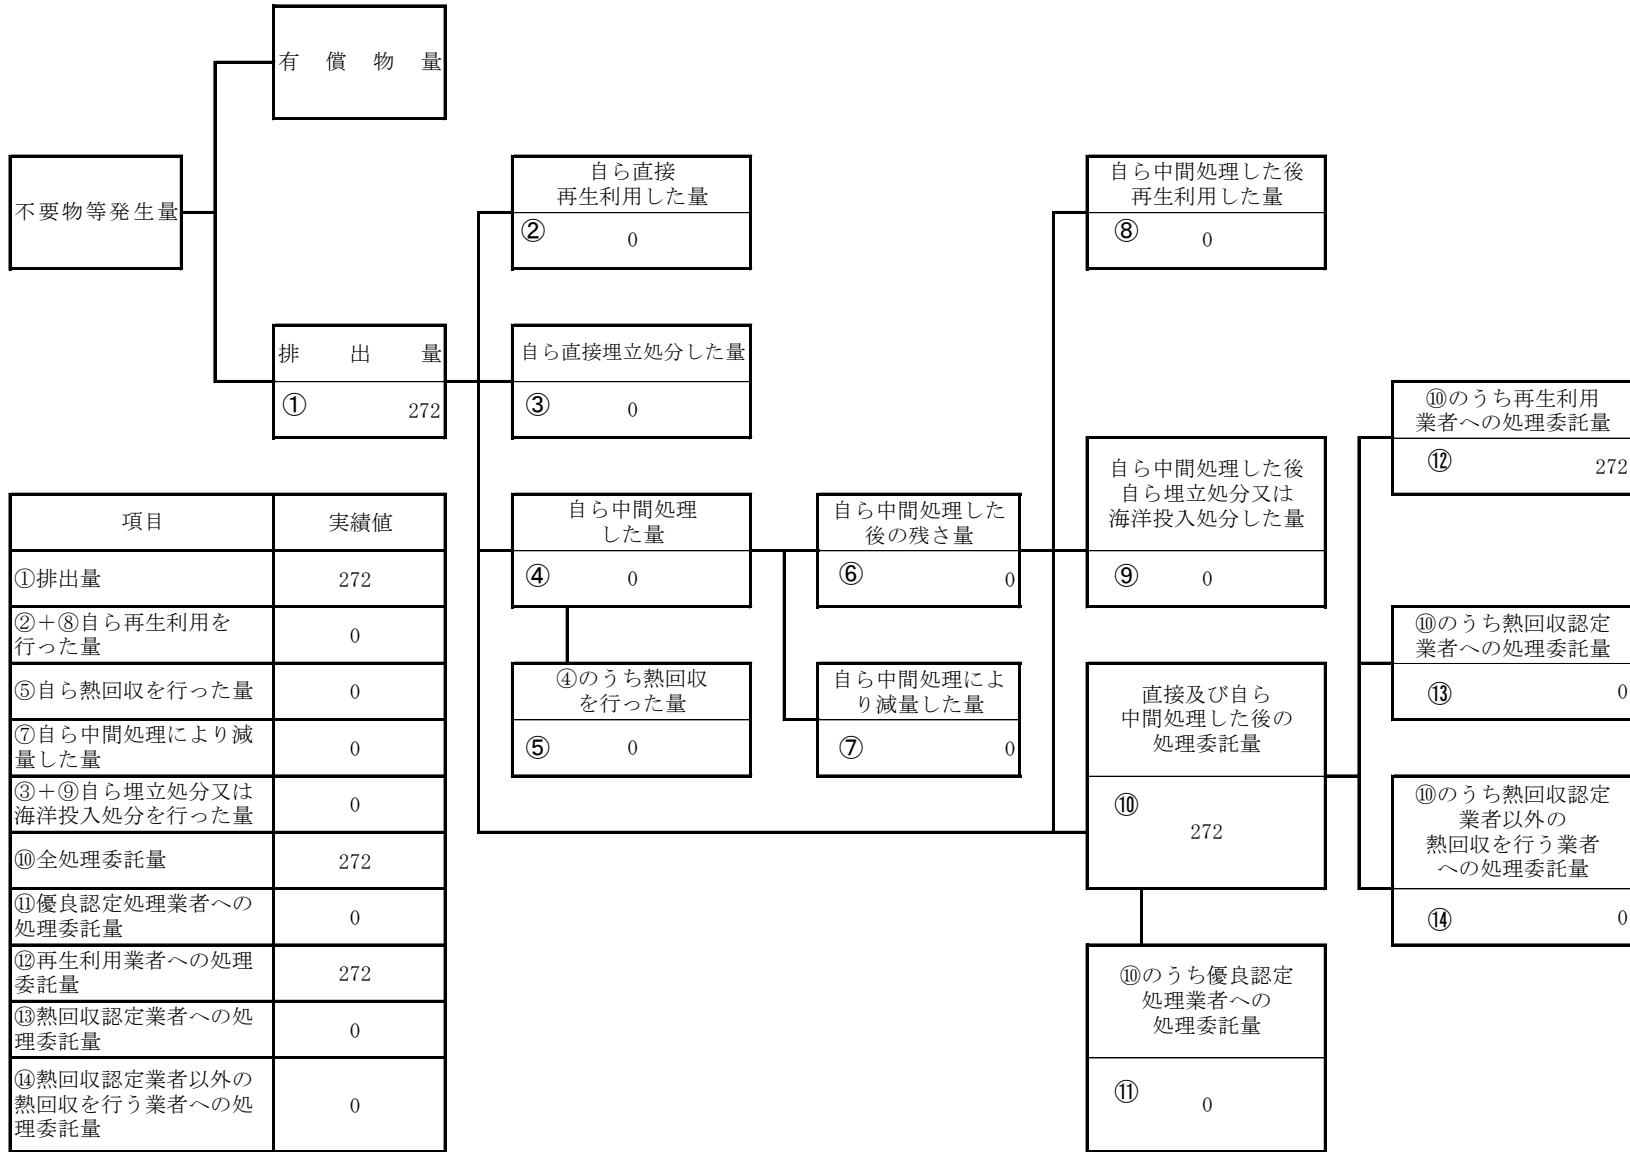 有償物量
不要物等発生量
自ら直接
再生利用した量
② 0
自ら中間処理した後
再生利用した量
⑧ 0
排出量
① 272
自ら直接埋立処分した量
③ 0
⑩のうち再生利用
業者への処理委託量
⑫ 272
自ら中間処理した後
自ら埋立処分又は
海洋投入処分した量
⑨ 0
自ら中間処理
した量
④ 0
自ら中間処理した
後の残さ量
⑥ 0
④のうち熱回収
を行った量
⑤ 0
自ら中間処理によ
り減量した量
⑦ 0
直接及び自ら
中間処理した後の
処理委託量
⑩
272
⑩のうち熱回収認定
業者への処理委託量
⑬ 0
⑩のうち熱回収認定
業者以外の
熱回収を行う業者
への処理委託量
⑭ 0
⑩のうち優良認定
処理業者への
処理委託量
⑪ 0
項目 実績値
①排出量 272
②＋⑧自ら再生利用を
行った量 0
⑤自ら熱回収を行った量 0
⑦自ら中間処理により減
量した量 0
③＋⑨自ら埋立処分又は
海洋投入処分を行った量 0
⑩全処理委託量 272
⑪優良認定処理業者への
処理委託量 0
⑫再生利用業者への処理
委託量 272
⑬熱回収認定業者への処
理委託量 0
⑭熱回収認定業者以外の
熱回収を行う業者への処
理委託量 0